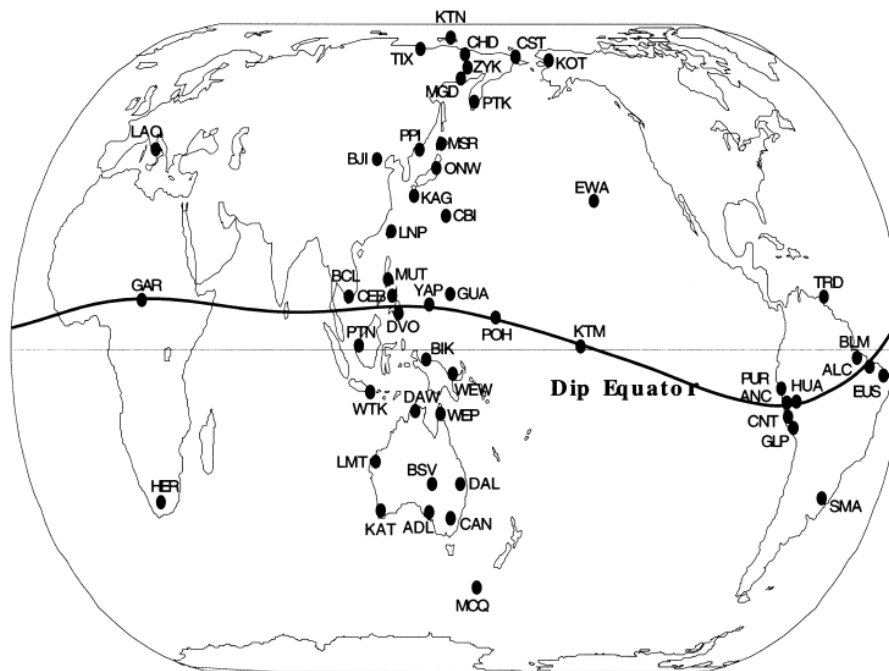 KTN
CHD
CST
TIX
ZYK
KOT
MGD
PTK
LAQ
PPI
MSR
BJI
ONW
EWA
KAG
CBI
LNP
BCL
MUT
GAR
CEB
YAP
GUA
TRD
DVO
POH
KTM
PTN
BIK
BLM
ALC
WTK
DAW
WEW
WEP
Dip Equator
PUR
ANC
HUA
EUS
CNT
GLP
LMT
BSV
DAL
HER
KAT
ADL
CAN
SMA
MCQ